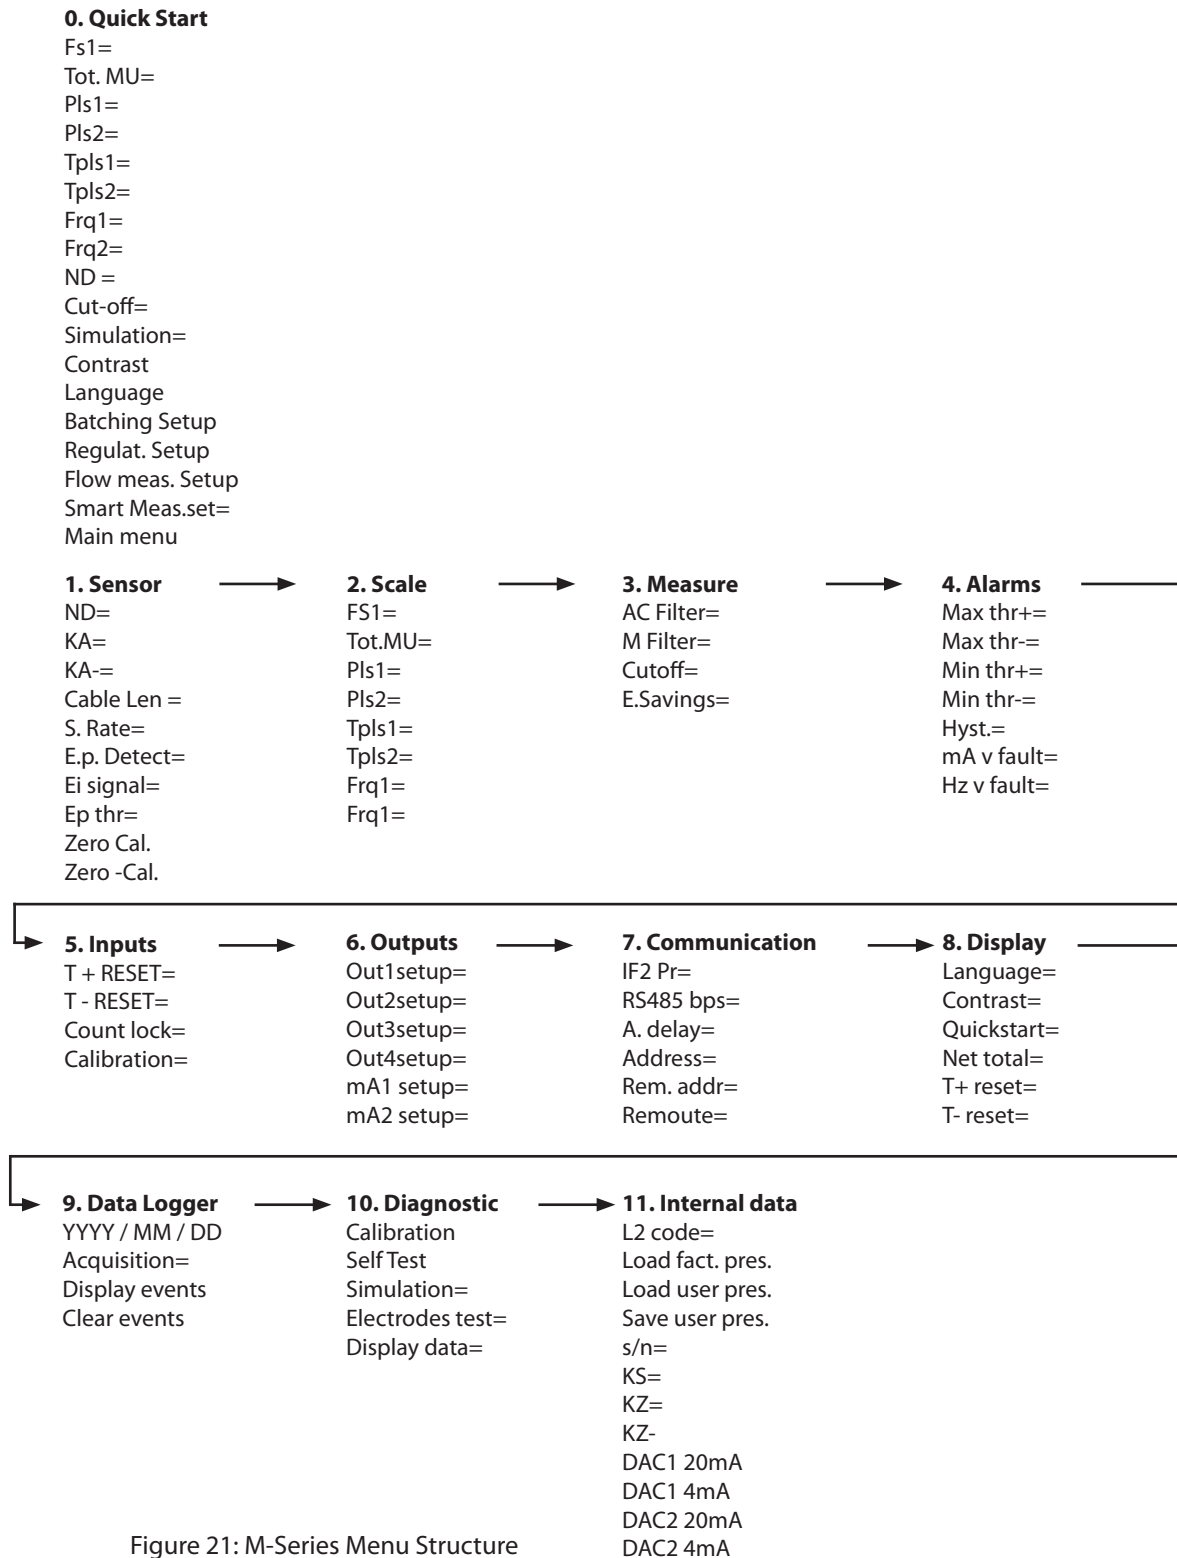 0. Quick Start
Fs1=
Tot. MU=
Pls1=
Pls2=
Tpls1=
Tpls2=
Frq1=
Frq2=
ND =
Cut-off=
Simulation=
Contrast
Language
Batching Setup
Regulat. Setup
Flow meas. Setup
Smart Meas.set=
Main menu
1. Sensor
ND=
KA=
KA-=
Cable Len =
S. Rate=
E.p. Detect=
Ei signal=
Ep thr=
Zero Cal.
Zero -Cal.
2. Scale
FS1=
Tot.MU=
Pls1=
Pls2=
Tpls1=
Tpls2=
Frq1=
Frq1=
3. Measure
AC Filter=
M Filter=
Cutoff=
E.Savings=
4. Alarms
Max thr+=
Max thr-=
Min thr+=
Min thr-=
Hyst.=
mA v fault=
Hz v fault=
5. Inputs
T + RESET=
T - RESET=
Count lock=
Calibration=
6. Outputs
Out1setup=
Out2setup=
Out3setup=
Out4setup=
mA1 setup=
mA2 setup=
7. Communication
IF2 Pr=
RS485 bps=
A. delay=
Address=
Rem. addr=
Remoute=
8. Display
Language=
Contrast=
Quickstart=
Net total=
T+ reset=
T- reset=
9. Data Logger
YYYY / MM / DD
Acquisition=
Display events
Clear events
10. Diagnostic
Calibration
Self Test
Simulation=
Electrodes test=
Display data=
11. Internal data
L2 code=
Load fact. pres.
Load user pres.
Save user pres.
s/n=
KS=
KZ=
KZ-
DAC1 20mA
DAC1 4mA
DAC2 20mA
DAC2 4mA
Figure 21: M-Series Menu Structure